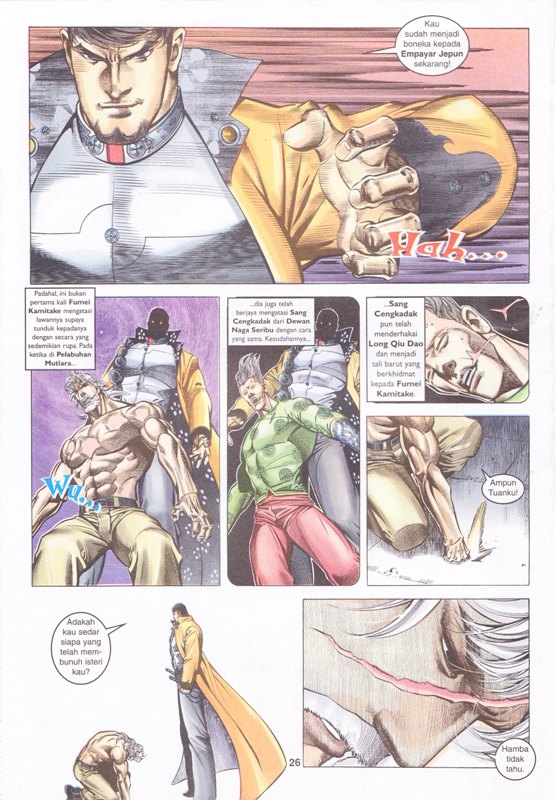 Kau
sudah menjadi
boneka kepada
Empayar Jepun
sekarang!
Hah...
Padahal, ini bukan
pertama kali Fumei
Kamitake mengatasi
lawannya supaya
tunduk kepadanya
dengan secara yang
sedemikian rupa. Pada
ketika di Pelabuhan
Mutiara...
Wu...
...dia juga telah
berjaya mengatasi Sang
Cengkadak dari Dewan
Naga Seribu dengan cara
yang sama. Kesudahannya...
...Sang
Cengkadak
pun telah
menderhakai
Long Qiu Dao
dan menjadi
tali barut yang
berkhidmat
kepada Fumei
Kamitake.
Ampun
Tuanku!
Adakah
kau sedar
siapa yang
telah mem-
bunuh isteri
kau?
Hamba
tidak
tahu.
26